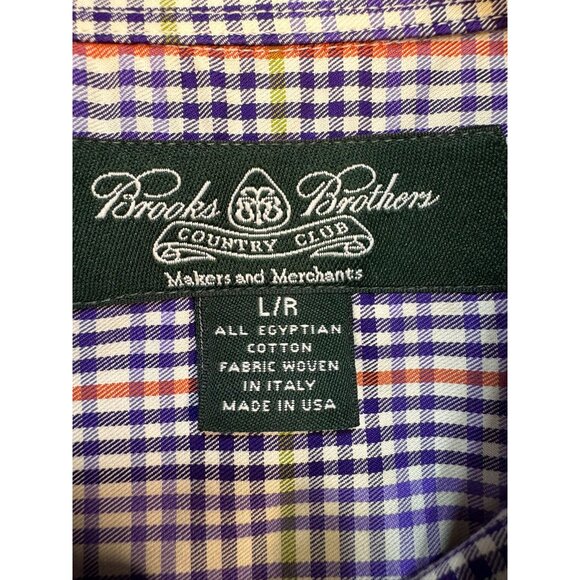 Brooks Brothers
COUNTRY CLUB
Makers and Merchants
L/R
ALL EGYPTIAN
COTTON
FABRIC WOVEN
IN ITALY
MADE IN USA